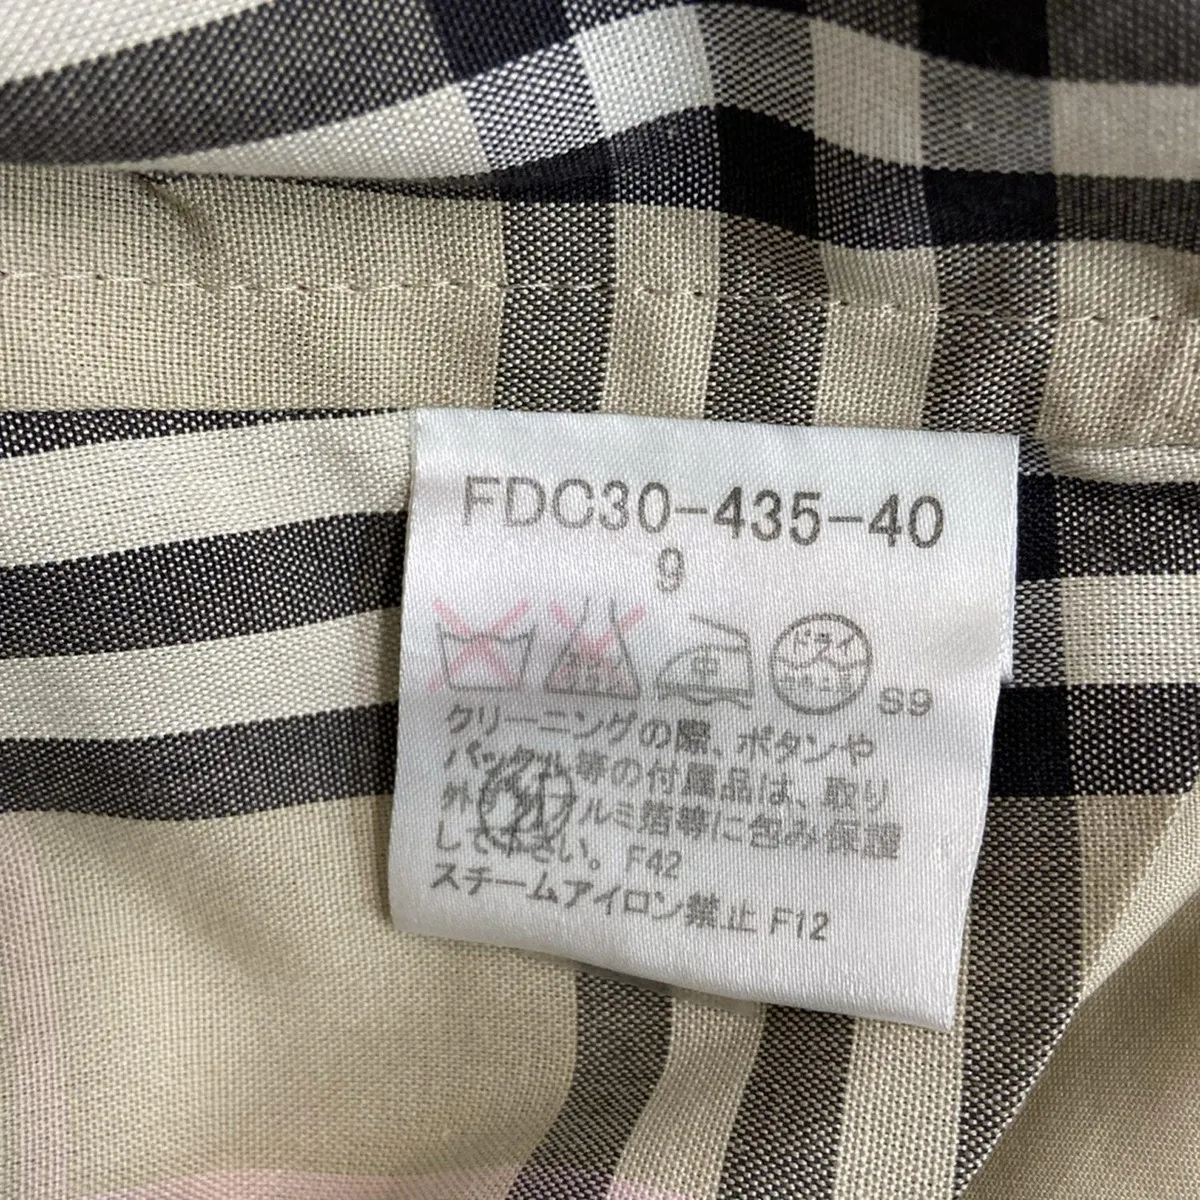 FDC30-435-40
9
中
ドライ
S9
クリーニングの際、ボタンや
バックル等の付属品は、取り
外すか アルミ箔等に包み保護
して下さい。 F42
スチームアイロン禁止 F12